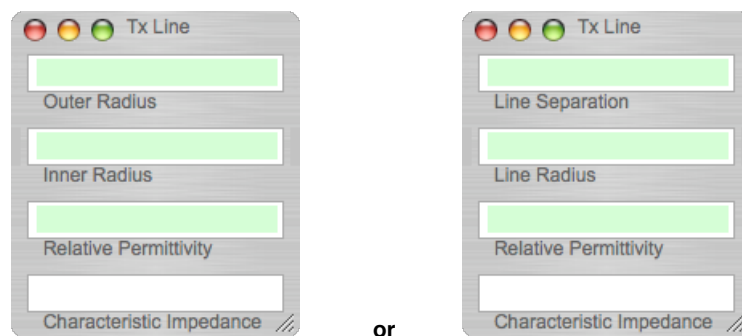 Tx Line
Outer Radius
Inner Radius
Relative Permittivity
Characteristic Impedance
or
Tx Line
Line Separation
Line Radius
Relative Permittivity
Characteristic Impedance